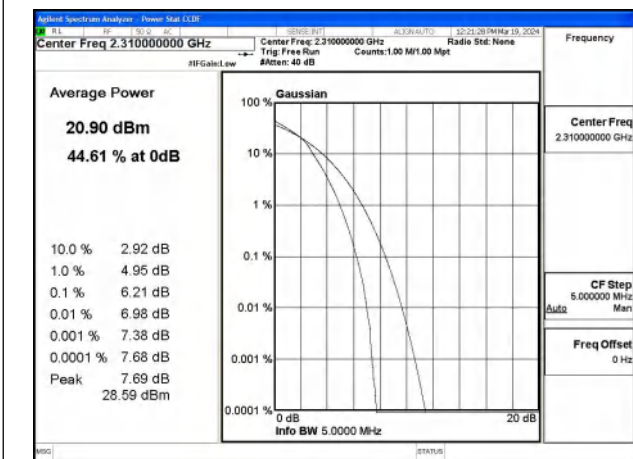 Agilent Spectrum Analyzer - Power Stat CCDF
RL RF 50 Ω AC SENSE:INT ALIGNAUTO 12:21:28 PM Mar 19, 2024
Center Freq 2.310000000 GHz
Center Freq: 2.310000000 GHz Radio Std: None
Trig: Free Run Counts:1.00 M/1.00 Mpt
#IFGain:Low #Atten: 40 dB
Frequency
Average Power
20.90 dBm
44.61 % at 0dB
10.0 % 2.92 dB
1.0 % 4.95 dB
0.1 % 6.21 dB
0.01 % 6.98 dB
0.001 % 7.38 dB
0.0001 % 7.68 dB
Peak 7.69 dB
28.59 dBm
Gaussian
100 %
10 %
1 %
0.1 %
0.01 %
0.001 %
0.0001 %
0 dB 20 dB
Info BW 5.0000 MHz
Center Freq
2.310000000 GHz
CF Step
5.000000 MHz
Auto Man
Freq Offset
0 Hz
MSG STATUS